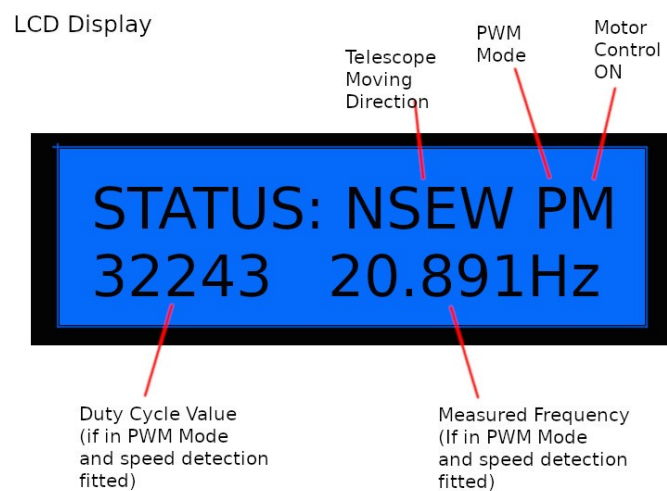 LCD Display
Telescope
Moving
Direction
PWM
Mode
Motor
Control
ON
STATUS: NSEW PM
32243 20.891Hz
Duty Cycle Value
(if in PWM Mode
and speed detection
fitted)
Measured Frequency
(If in PWM Mode
and speed detection
fitted)